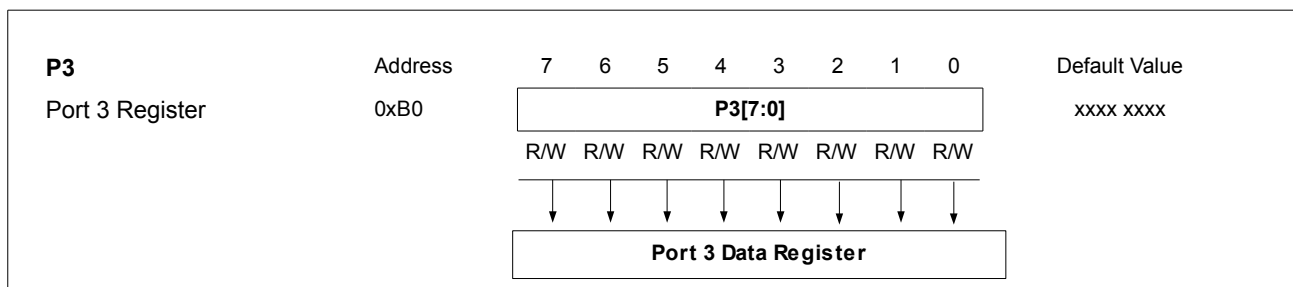 P3 Address 7 6 5 4 3 2 1 0 Default Value
Port 3 Register 0xB0 P3[7:0] xxxx xxxx
R/W R/W R/W R/W R/W R/W R/W R/W
Port 3 Data Register